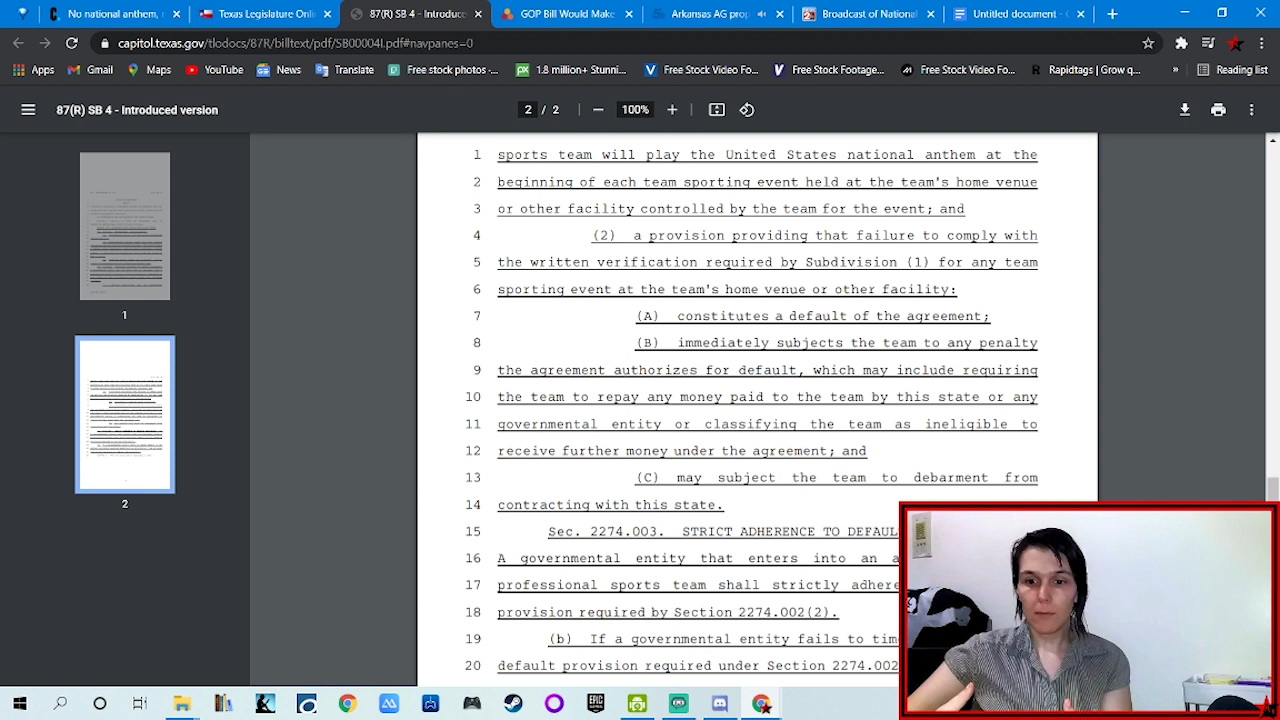 No national anthem,
Texas Legislature Onli
87(R) SB 4 - Introduce
GOP Bill Would Make
Arkansas AG prop
Broadcast of National
Untitled document - G
capitol.texas.gov/tlodocs/87R/billtext/pdf/SB00004I.pdf#navpanes=0
Apps
Gmail
Maps
YouTube
News
Translate
Free stock photos -...
1.8 million+ Stunni...
Free Stock Video Fo...
Free Stock Footage...
Free Stock Video Fo...
Rapidtags | Grow q...
»
Reading list
87(R) SB 4 - Introduced version
2 / 2
100%
1
2
1 sports team will play the United States national anthem at the
2 beginning of each team sporting event held at the team's home venue
3 or other facility controlled by the team for the event; and
4 (2) a provision providing that failure to comply with
5 the written verification required by subdivision (1) for any team
6 sporting event at the team's home venue or other facility:
7 (A) constitutes a default of the agreement;
8 (B) immediately subjects the team to any penalty
9 the agreement authorizes for default, which may include requiring
10 the team to repay any money paid to the team by this state or any
11 governmental entity or classifying the team as ineligible to
12 receive further money under the agreement; and
13 (C) may subject the team to debarment from
14 contracting with this state.
15 Sec. 2274.003. STRICT ADHERENCE TO DEFAUL
16 A governmental entity that enters into an a
17 professional sports team shall strictly adhere
18 provision required by Section 2274.002(2).
19 (b) If a governmental entity fails to tim
20 default provision required under Section 2274.002
EPIC
GAMES